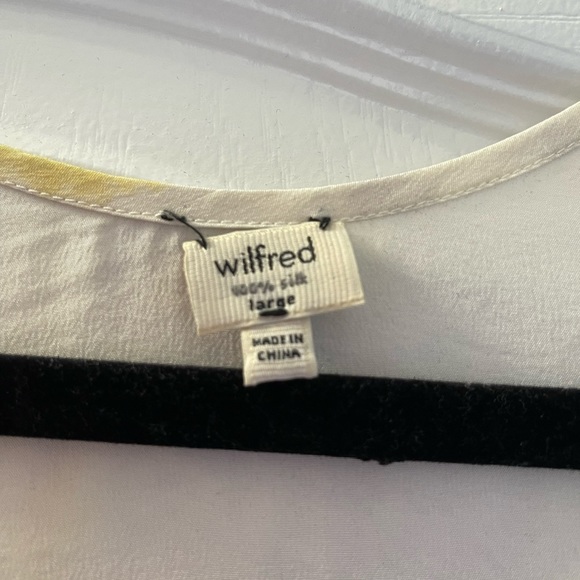 wilfred
100% silk
large
MADE IN
CHINA